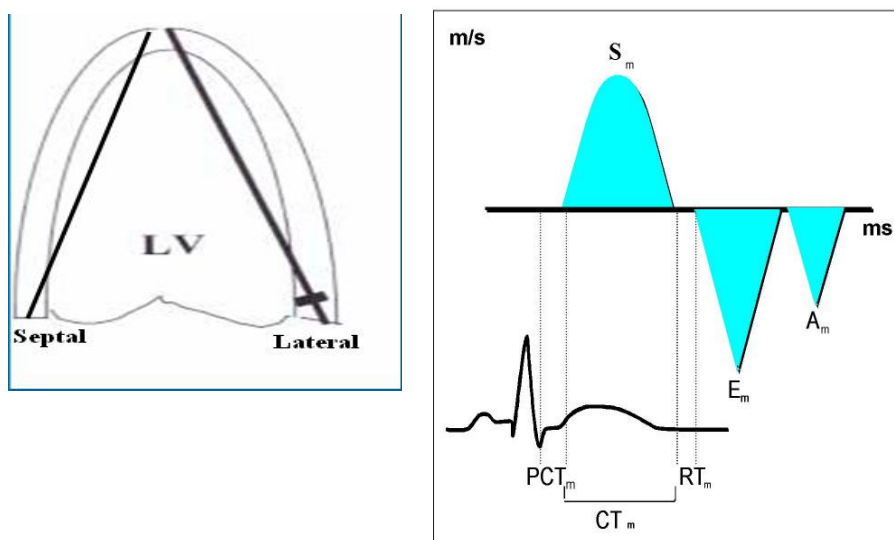 LV
Septal
Lateral
m/s
Sm
ms
Am
Em
PCTm
RTm
CTm